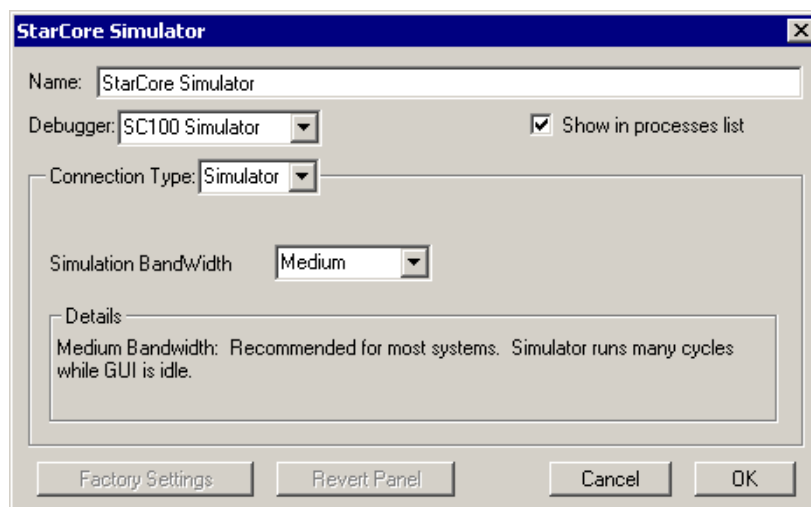 StarCore Simulator
Name: StarCore Simulator
Debugger: SC100 Simulator Show in processes list
Connection Type: Simulator
Simulation BandWidth Medium
Details
Medium Bandwidth: Recommended for most systems. Simulator runs many cycles
while GUI is idle.
Factory Settings Revert Panel Cancel OK